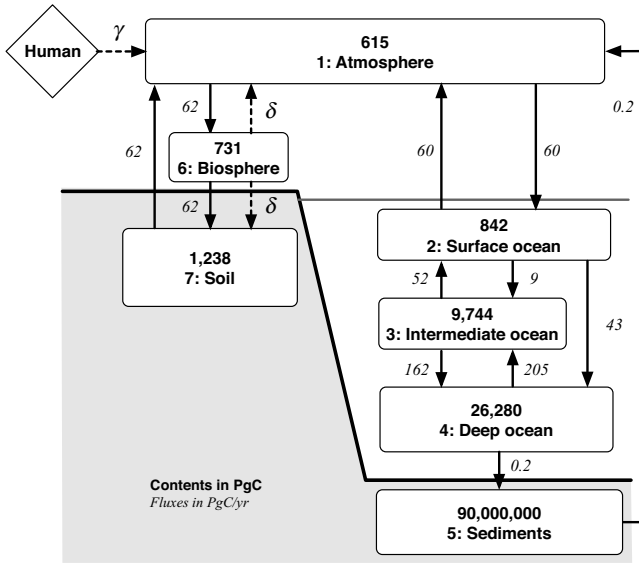 Human
γ
615
1: Atmosphere
0.2
62
δ
62
731
6: Biosphere
60
60
62
δ
842
2: Surface ocean
1,238
7: Soil
52
9
9,744
3: Intermediate ocean
43
162
205
26,280
4: Deep ocean
0.2
Contents in PgC
Fluxes in PgC/yr
90,000,000
5: Sediments